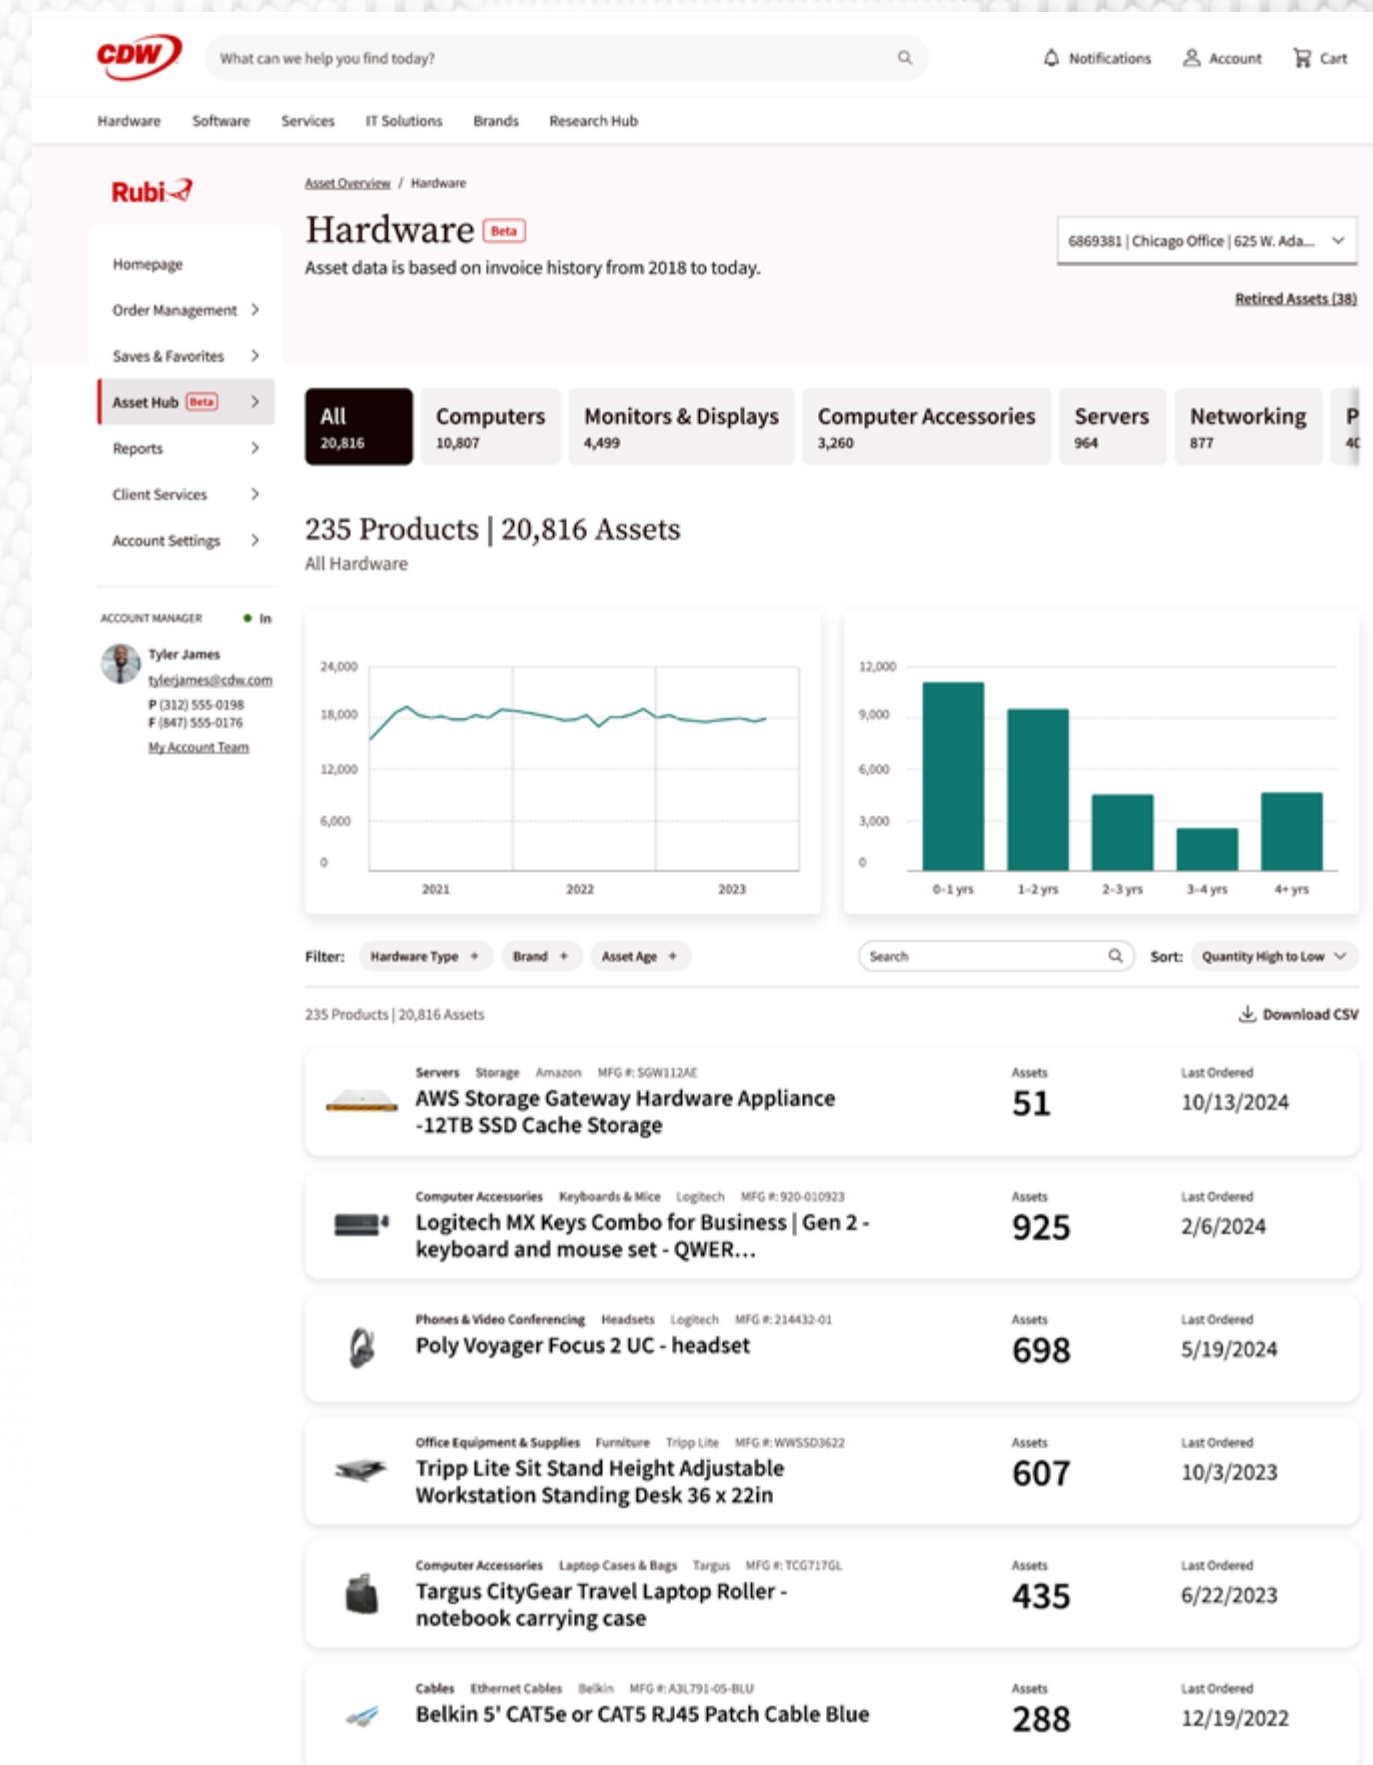 CDW
What can we help you find today?
Notifications
Account
Cart
Hardware
Software
Services
IT Solutions
Brands
Research Hub
Rubi
Homepage
Order Management
Saves & Favorites
Asset Hub Beta
Reports
Client Services
Account Settings
ACCOUNT MANAGER
In
Tyler James
tylerjames@cdw.com
P (312) 555-0198
F (847) 555-0176
My Account Team
Asset Overview / Hardware
Hardware Beta
Asset data is based on invoice history from 2018 to today.
6869381 | Chicago Office | 625 W. Ada...
Retired Assets (38)
All
20,816
Computers
10,807
Monitors & Displays
4,499
Computer Accessories
3,260
Servers
964
Networking
877
P
40
235 Products | 20,816 Assets
All Hardware
24,000
18,000
12,000
6,000
0
2021
2022
2023
12,000
9,000
6,000
3,000
0
0-1 yrs
1-2 yrs
2-3 yrs
3-4 yrs
4+ yrs
Filter:
Hardware Type +
Brand +
Asset Age +
Search
Sort:
Quantity High to Low
235 Products | 20,816 Assets
Download CSV
Servers Storage Amazon MFG #: SGW112AE
AWS Storage Gateway Hardware Appliance
-12TB SSD Cache Storage
Assets
51
Last Ordered
10/13/2024
Computer Accessories Keyboards & Mice Logitech MFG #: 920-010923
Logitech MX Keys Combo for Business | Gen 2 -
keyboard and mouse set - QWER...
Assets
925
Last Ordered
2/6/2024
Phones & Video Conferencing Headsets Logitech MFG #: 214432-01
Poly Voyager Focus 2 UC - headset
Assets
698
Last Ordered
5/19/2024
Office Equipment & Supplies Furniture Tripp Lite MFG #: WWSSD3622
Tripp Lite Sit Stand Height Adjustable
Workstation Standing Desk 36 x 22in
Assets
607
Last Ordered
10/3/2023
Computer Accessories Laptop Cases & Bags Targus MFG #: TCG717GL
Targus CityGear Travel Laptop Roller -
notebook carrying case
Assets
435
Last Ordered
6/22/2023
Cables Ethernet Cables Belkin MFG #: A3L791-05-BLU
Belkin 5' CAT5e or CAT5 RJ45 Patch Cable Blue
Assets
288
Last Ordered
12/19/2022